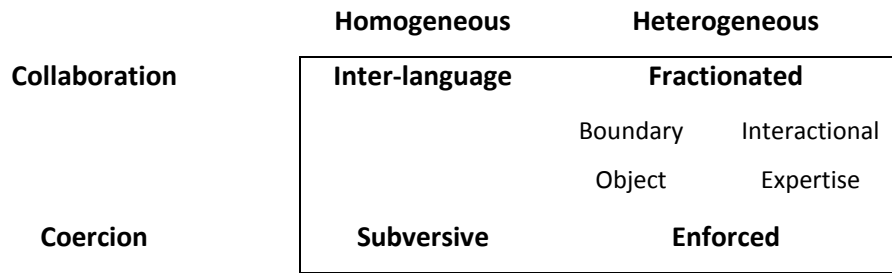 Homogeneous Heterogeneous
Collaboration Inter-language Fractionated
Boundary Interactional
Object Expertise
Coercion Subversive Enforced